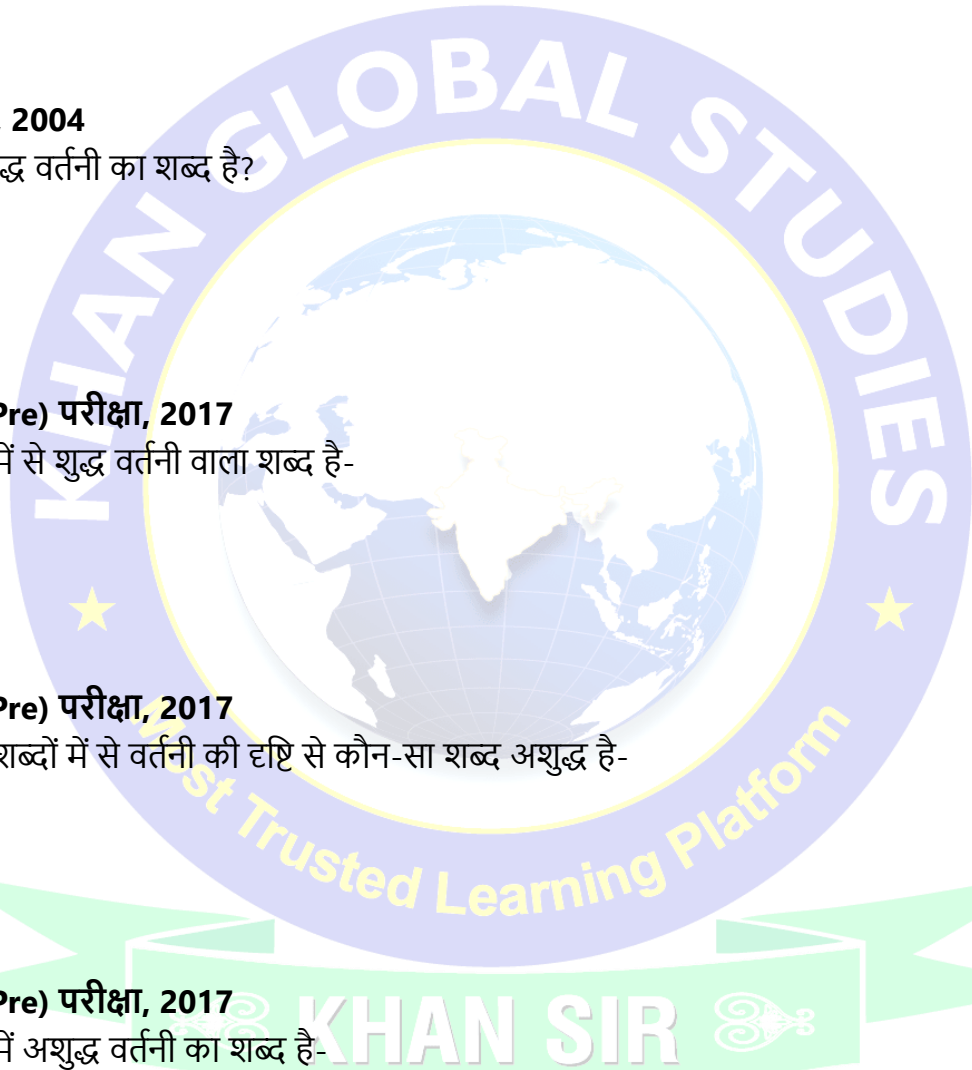 KHAN GLOBAL STUDIES
, 2004
द्ध वर्तनी का शब्द है?
Pre) परीक्षा, 2017
में से शुद्ध वर्तनी वाला शब्द है-
Pre) परीक्षा, 2017
शब्दों में से वर्तनी की दृष्टि से कौन-सा शब्द अशुद्ध है-
Most Trusted Learning Platform
Pre) परीक्षा, 2017
में अशुद्ध वर्तनी का शब्द है-
KHAN SIR